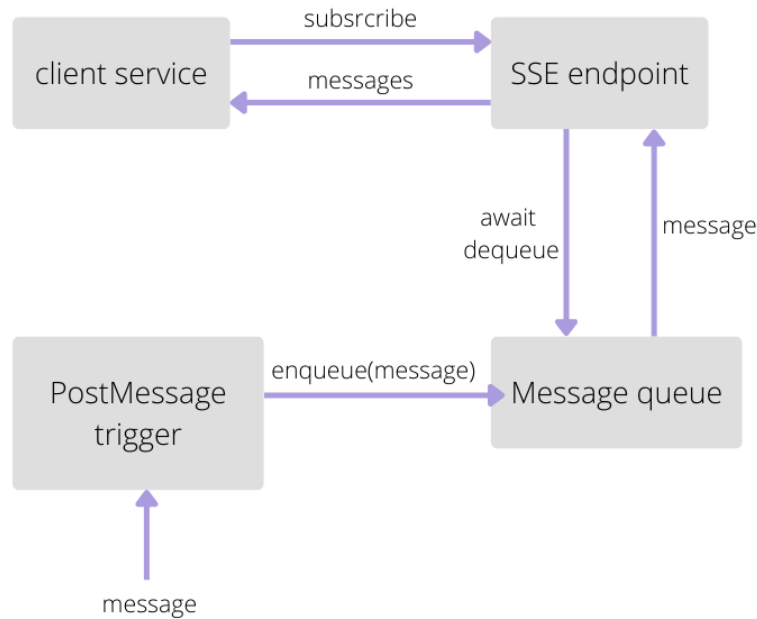 subsrcribe
client service
SSE endpoint
messages
await
dequeue
message
enqueue(message)
PostMessage
trigger
Message queue
message